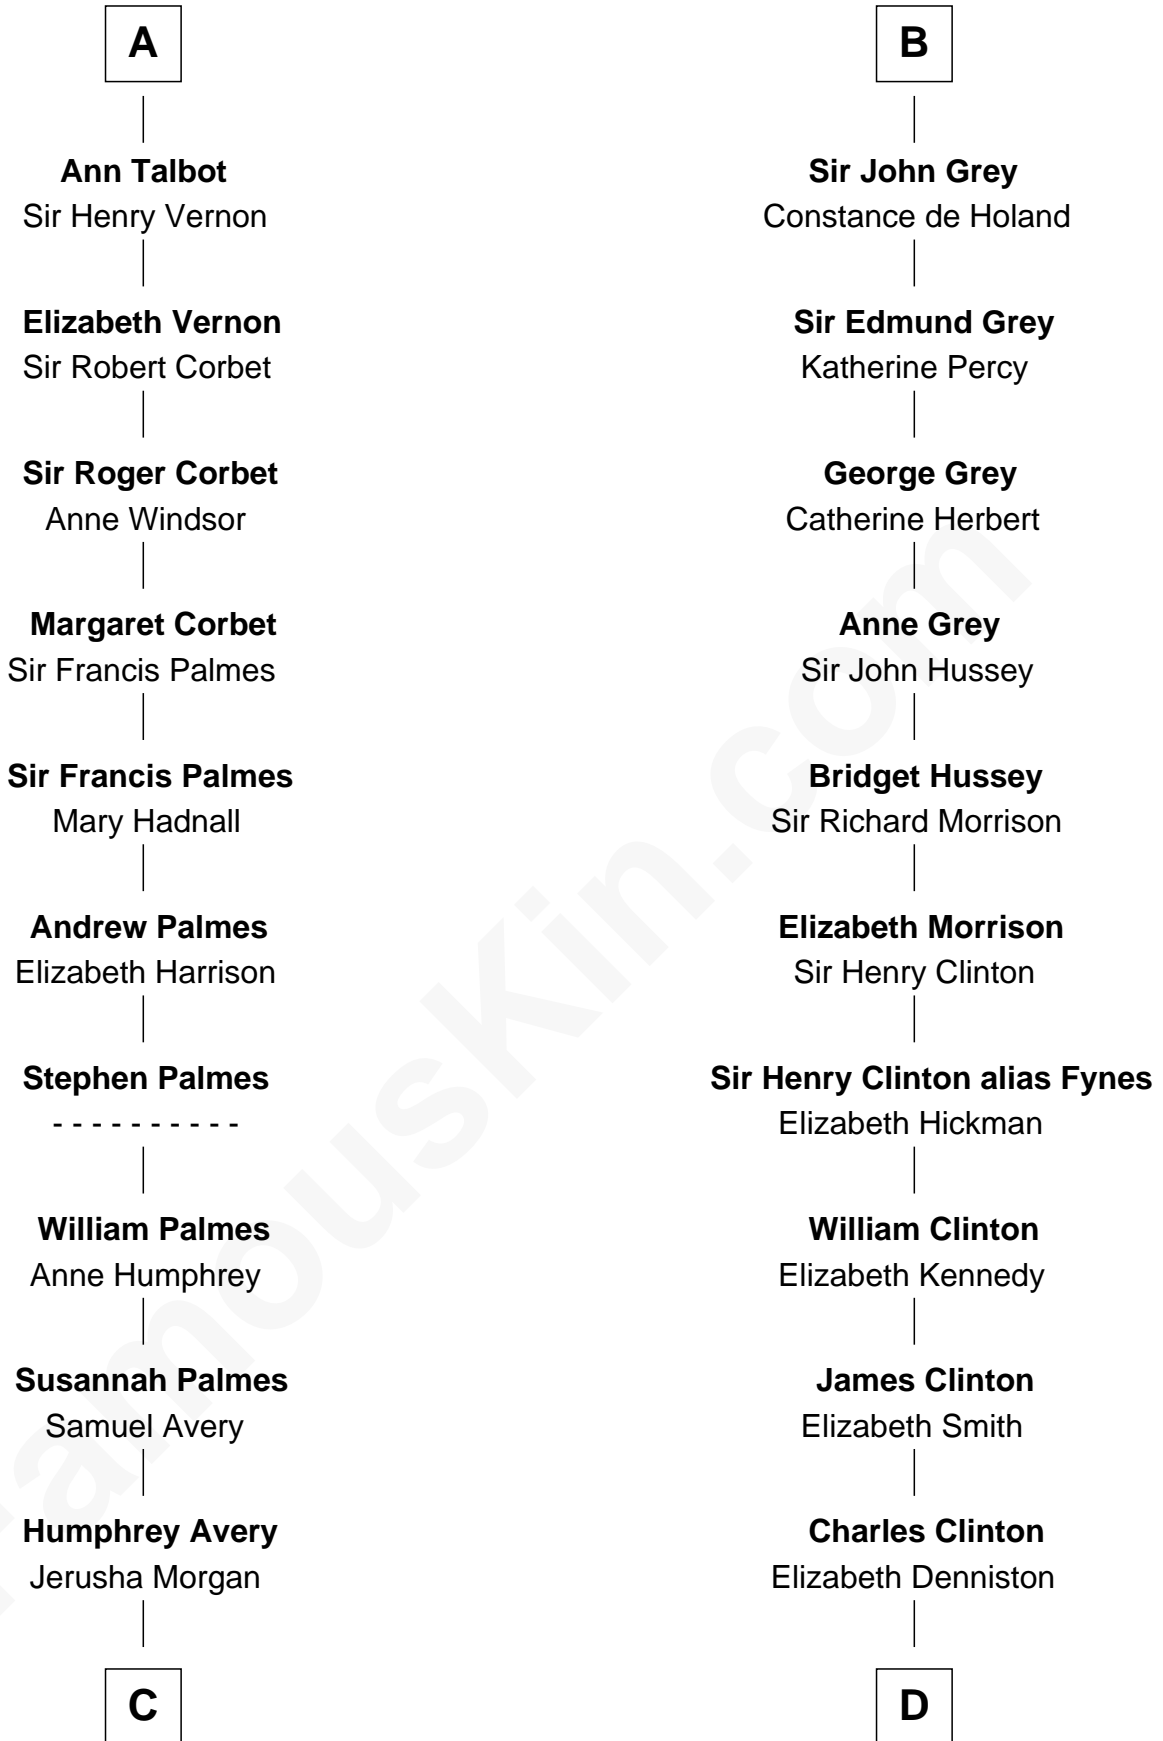 A
Ann Talbot
Sir Henry Vernon
Elizabeth Vernon
Sir Robert Corbet
Sir Roger Corbet
Anne Windsor
Margaret Corbet
Sir Francis Palmes
Sir Francis Palmes
Mary Hadnall
Andrew Palmes
Elizabeth Harrison
Stephen Palmes
- - - - - - - - - -
William Palmes
Anne Humphrey
Susannah Palmes
Samuel Avery
Humphrey Avery
Jerusha Morgan
C
B
Sir John Grey
Constance de Holand
Sir Edmund Grey
Katherine Percy
George Grey
Catherine Herbert
Anne Grey
Sir John Hussey
Bridget Hussey
Sir Richard Morrison
Elizabeth Morrison
Sir Henry Clinton
Sir Henry Clinton alias Fynes
Elizabeth Hickman
William Clinton
Elizabeth Kennedy
James Clinton
Elizabeth Smith
Charles Clinton
Elizabeth Denniston
D
FamousKin.com